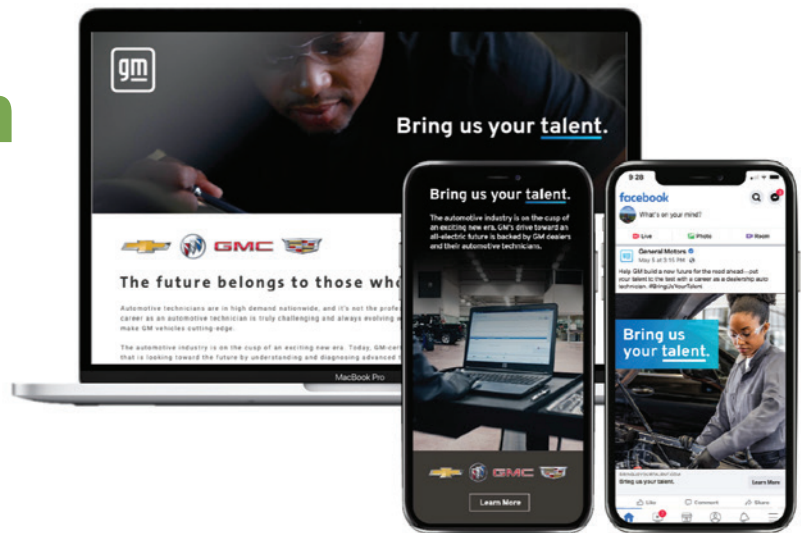 n
gm
Bring us your talent.
GMC
The future belongs to those who
Automotive technicians are in high demand nationwide, and it's not the profes
career as an automotive technician is truly challenging and always evolving w
make GM vehicles cutting-edge.
The automotive industry is on the cusp of an exciting new era. Today, GM-cert
that is looking toward the future by understanding and diagnosing advanced t
MacBook Pro
Bring us your talent.
The automotive industry is on the cusp of
an exciting new era. GM's drive toward an
all-electric future is backed by GM dealers
and their automotive technicians.
GMC
Learn More
9:28
facebook
What's on your mind?
Live Photo Room
General Motors
May 5 at 3:15 PM
Help GM build a new future for the road ahead—put
your talent to the test with a career as a dealership auto
technician. #BringUsYourTalent
Bring us
your talent.
Bring us your talent.
Learn More
Like Comment Share